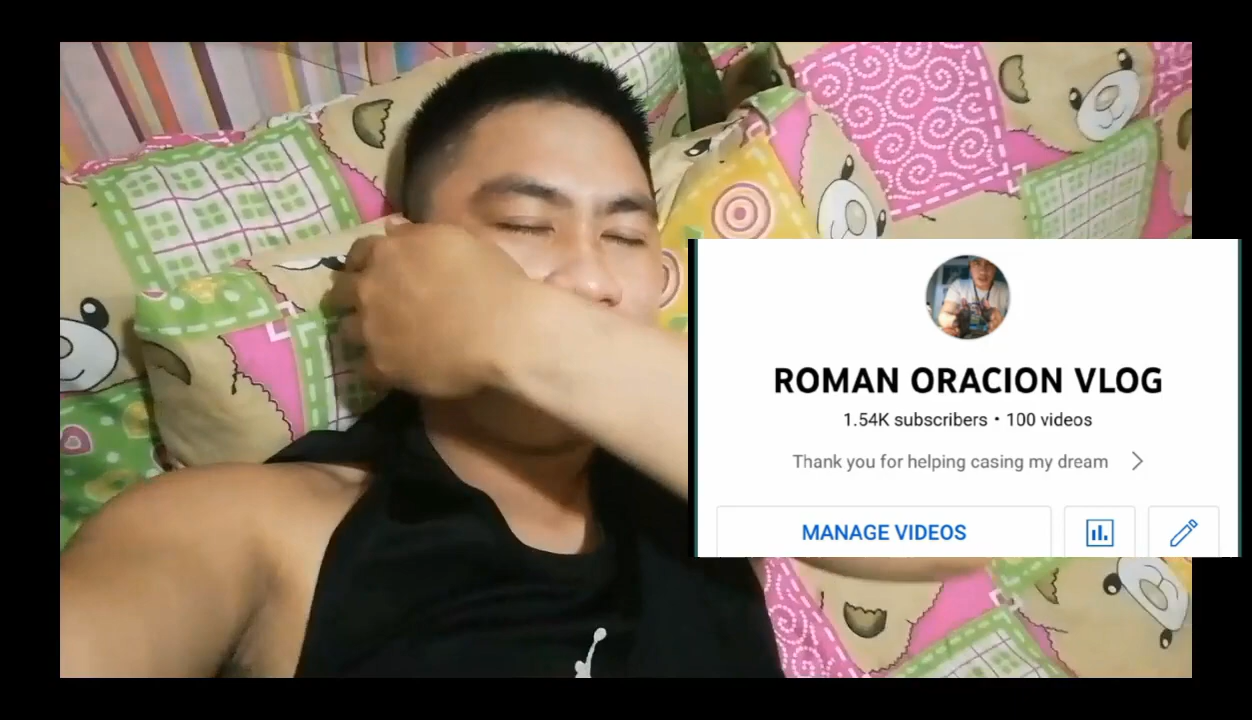 ROMAN ORACION VLOG
1.54K subscribers • 100 videos
Thank you for helping casing my dream
MANAGE VIDEOS